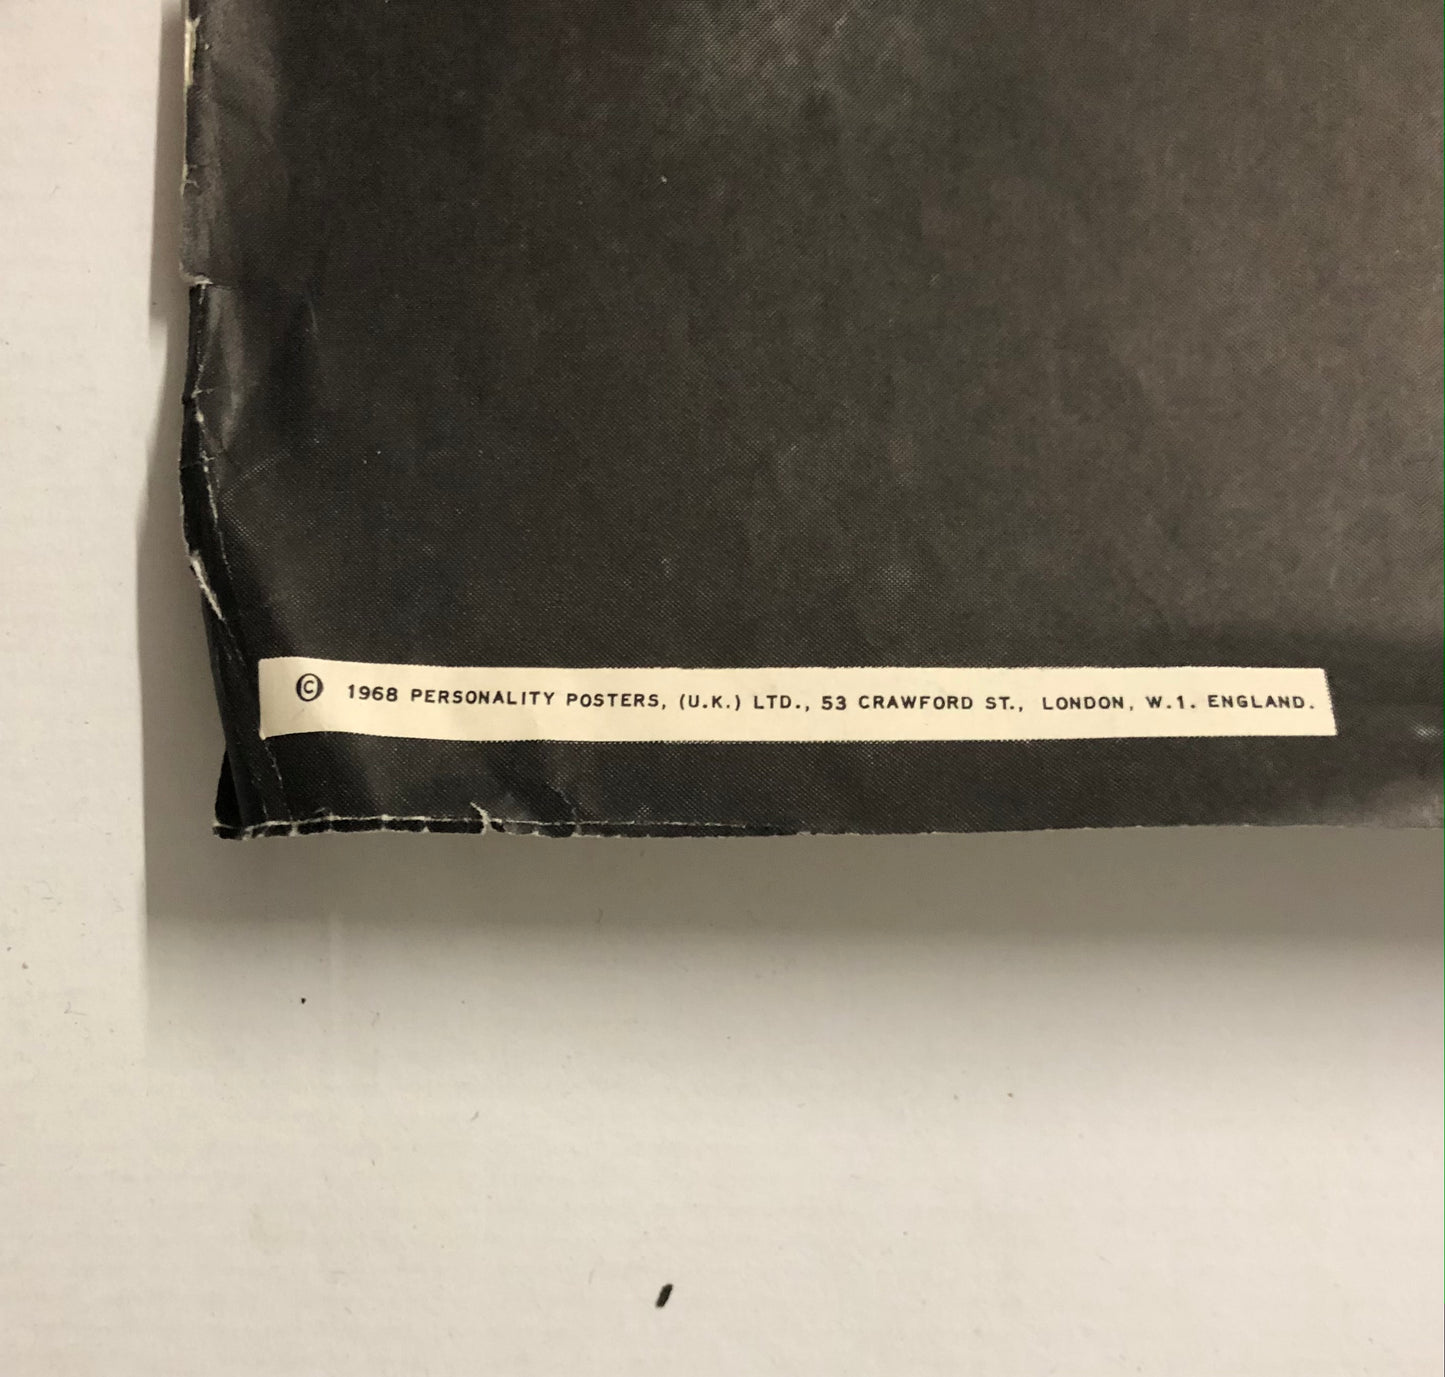 © 1968 PERSONALITY POSTERS, (U.K.) LTD., 53 CRAWFORD ST., LONDON, W.1. ENGLAND.